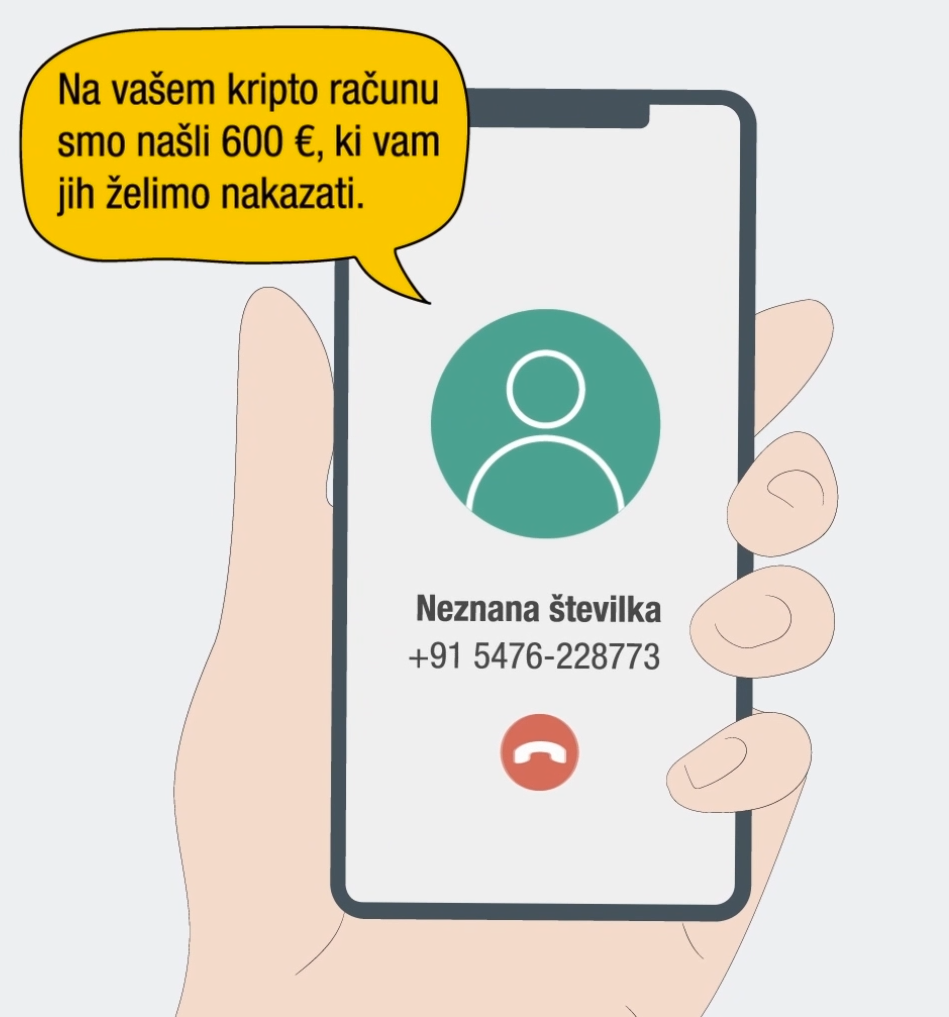 Na vašem kripto računu
smo našli 600 €, ki vam
jih želimo nakazati.
Neznana številka
+91 5476-228773